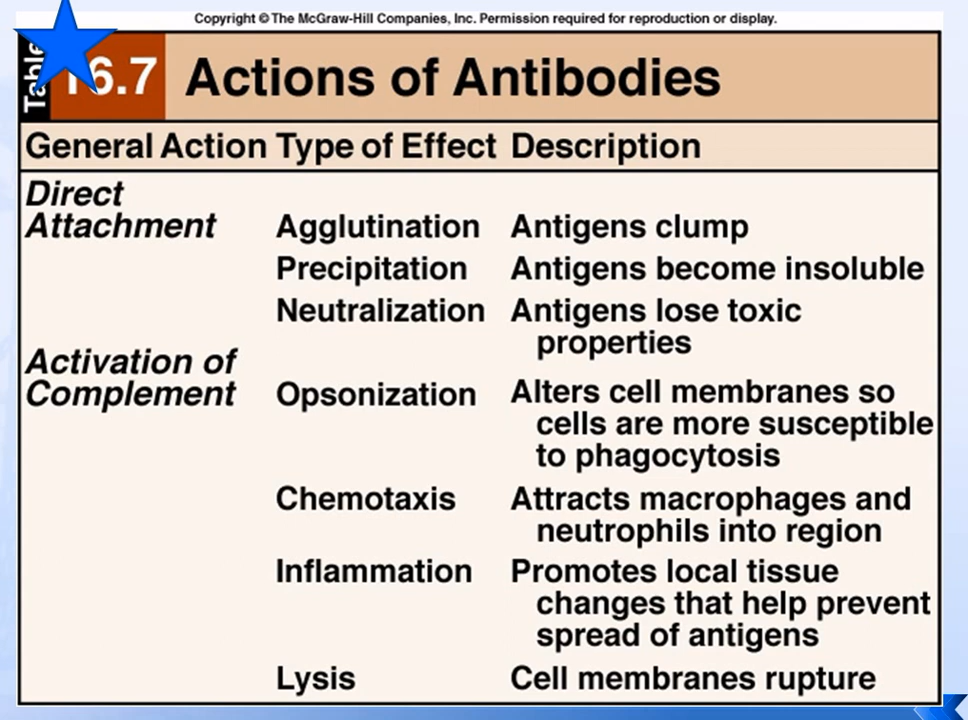 Copyright © The McGraw-Hill Companies, Inc. Permission required for reproduction or display.
Table 16.7 Actions of Antibodies
General Action Type of Effect Description
Direct
Attachment Agglutination Antigens clump
Precipitation Antigens become insoluble
Neutralization Antigens lose toxic
properties
Activation of
Complement Opsonization Alters cell membranes so
cells are more susceptible
to phagocytosis
Chemotaxis Attracts macrophages and
neutrophils into region
Inflammation Promotes local tissue
changes that help prevent
spread of antigens
Lysis Cell membranes rupture